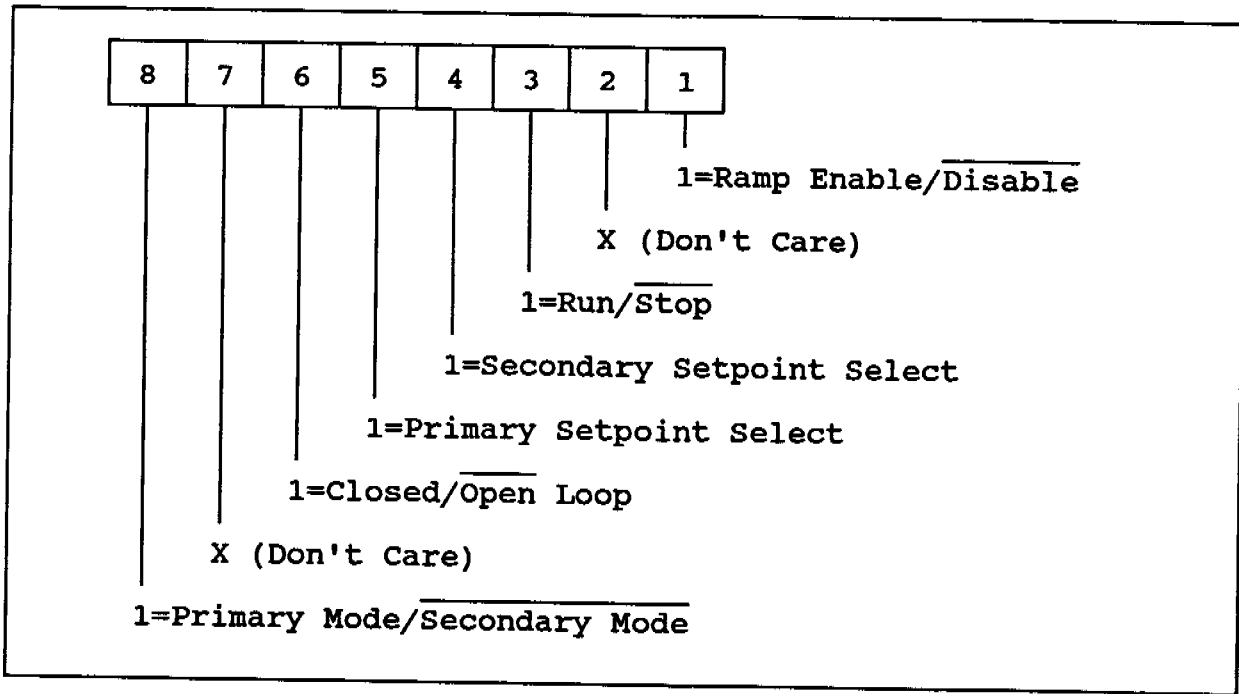 8 7 6 5 4 3 2 1
1=Ramp Enable/Disable
X (Don't Care)
1=Run/Stop
1=Secondary Setpoint Select
1=Primary Setpoint Select
1=Closed/Open Loop
X (Don't Care)
1=Primary Mode/Secondary Mode